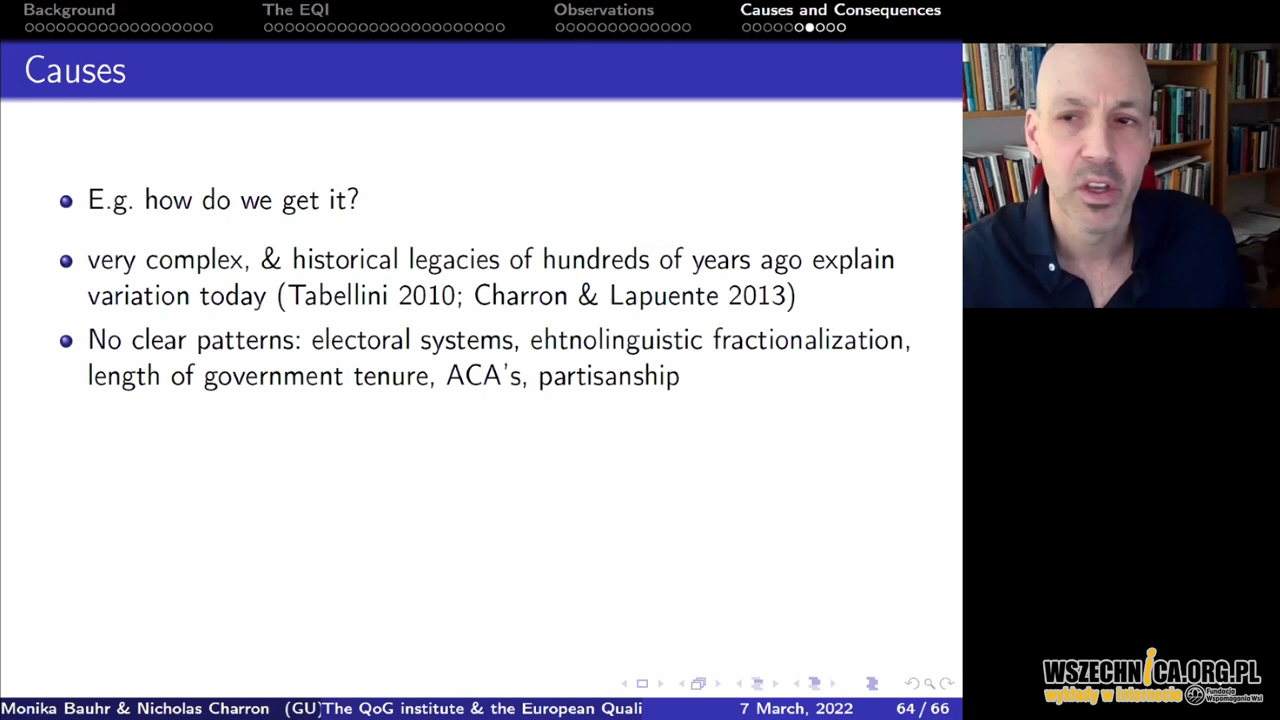 Background The EQI Observations Causes and Consequences
Causes
E.g. how do we get it?
very complex, & historical legacies of hundreds of years ago explain
variation today (Tabellini 2010; Charron & Lapuente 2013)
No clear patterns: electoral systems, ehtnolinguistic fractionalization,
length of government tenure, ACA's, partisanship
WSZECHNICA.ORG.PL
wykłady w internecie Fundacja
Wspomagania Wsi
Monika Bauhr & Nicholas Charron (GU) The QoG institute & the European Quali 7 March, 2022 64 / 66